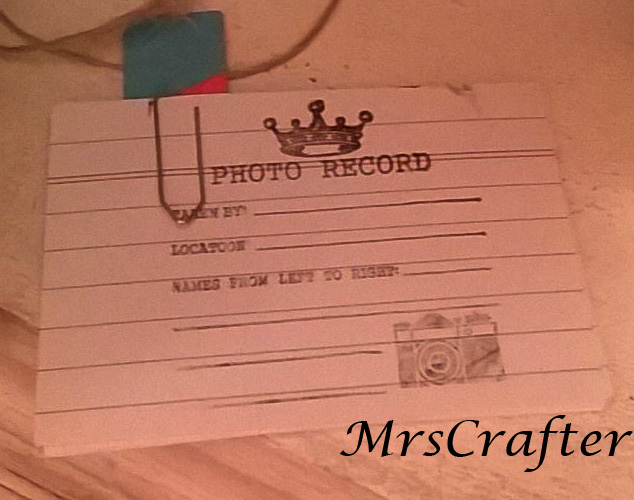 PHOTO RECORD
TAKEN BY:
LOCATOON
NAMES FROM LEFT TO RIGHT:
MrsCrafter